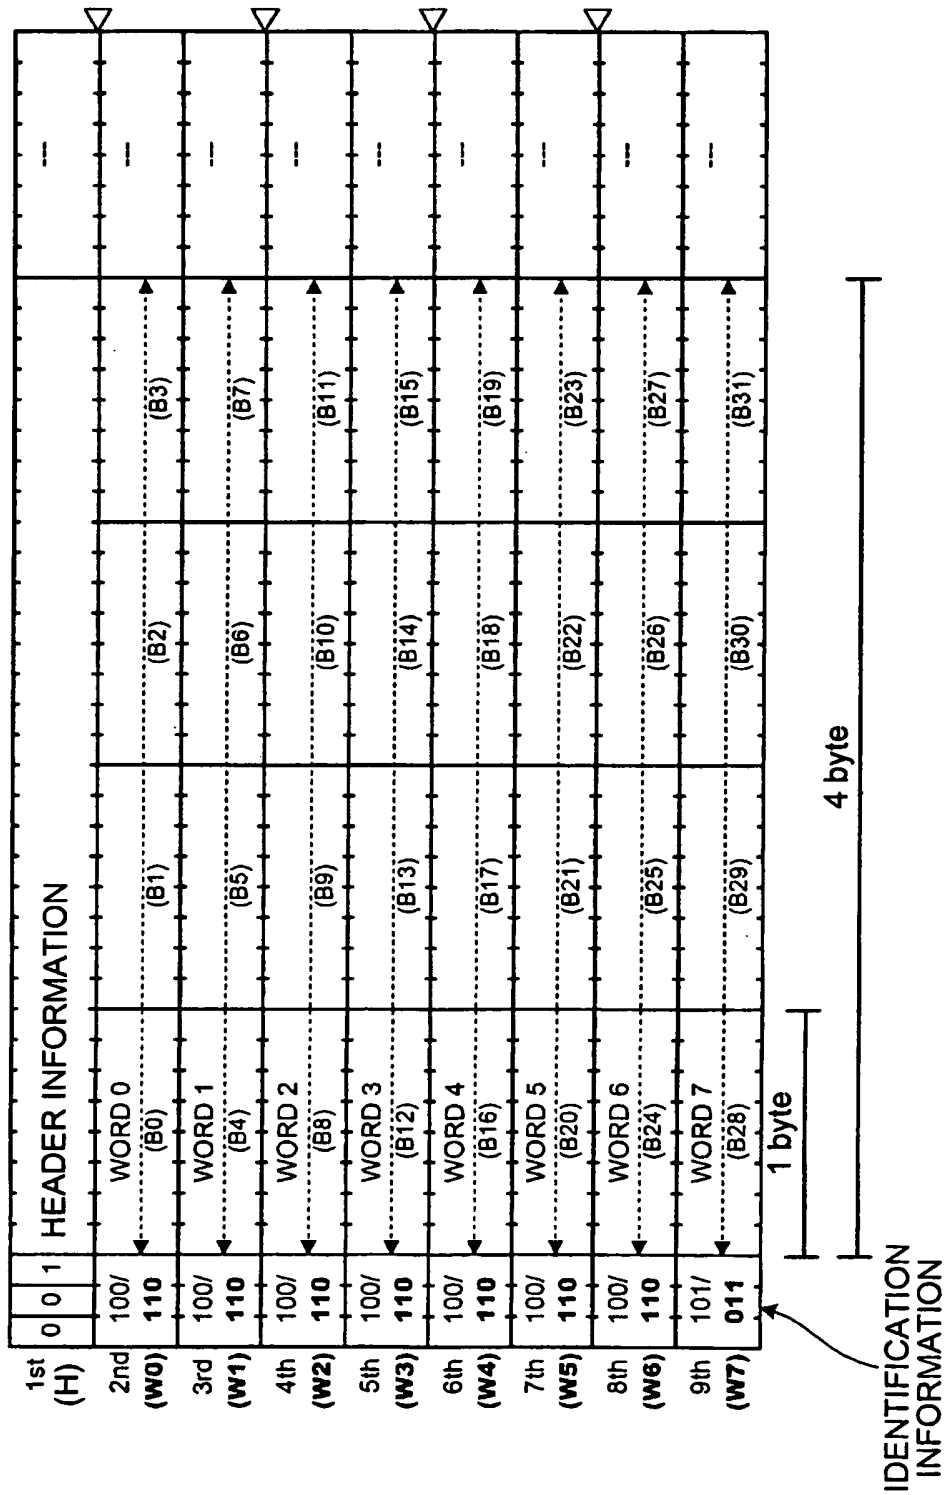 1st (H) 0 0 1 HEADER INFORMATION ---
2nd 100/ WORD 0 ---
(W0) 110 (B0) (B1) (B2) (B3)
3rd 100/ WORD 1 ---
(W1) 110 (B4) (B5) (B6) (B7)
4th 100/ WORD 2 ---
(W2) 110 (B8) (B9) (B10) (B11)
5th 100/ WORD 3 ---
(W3) 110 (B12) (B13) (B14) (B15)
6th 100/ WORD 4 ---
(W4) 110 (B16) (B17) (B18) (B19)
7th 100/ WORD 5 ---
(W5) 110 (B20) (B21) (B22) (B23)
8th 100/ WORD 6 ---
(W6) 110 (B24) (B25) (B26) (B27)
9th 101/ WORD 7 ---
(W7) 011 (B28) (B29) (B30) (B31)
1 byte
4 byte
IDENTIFICATION
INFORMATION